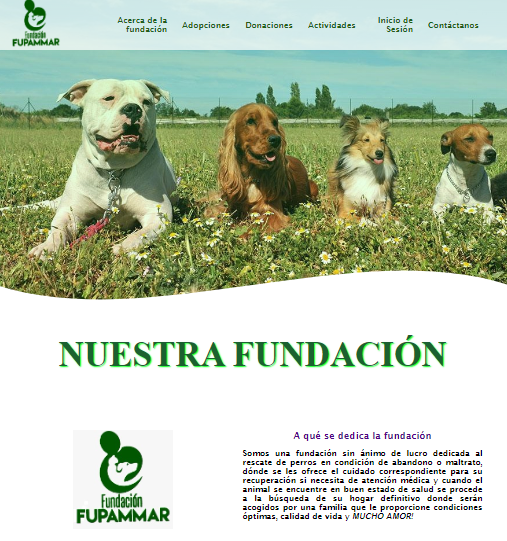 Fundación
FUPAMMAR
Acerca de la
fundación
Adopciones
Donaciones
Actividades
Inicio de
Sesión
Contáctanos
NUESTRA FUNDACIÓN
Fundación
FUPAMMAR
A qué se dedica la fundación
Somos una fundación sin ánimo de lucro dedicada al
rescate de perros en condición de abandono o maltrato,
dónde se les ofrece el cuidado correspondiente para su
recuperación si necesita de atención médica y cuando el
animal se encuentre en buen estado de salud se procede
a la búsqueda de su hogar definitivo donde serán
acogidos por una familia que le proporcione condiciones
óptimas, calidad de vida y MUCHO AMOR!